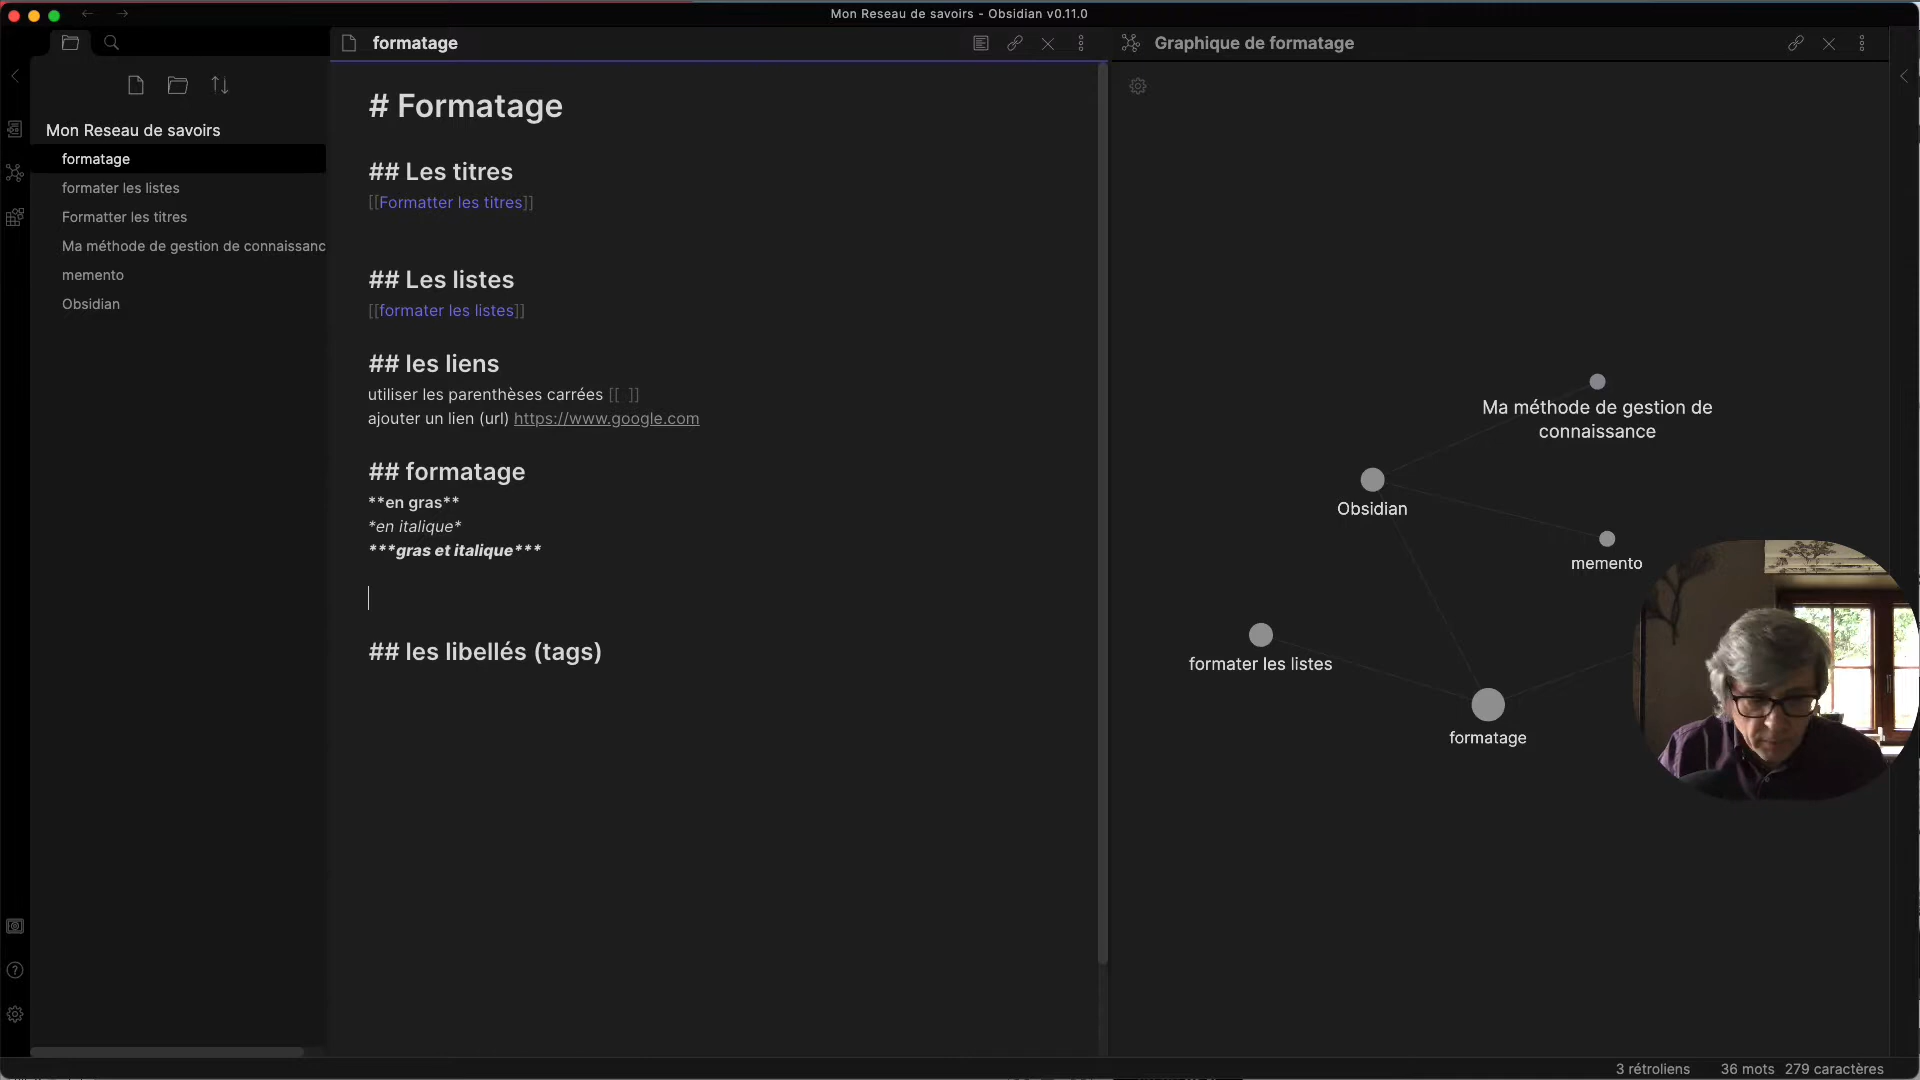 Mon Reseau de savoirs - Obsidian v0.11.0
formatage
Graphique de formatage
Mon Reseau de savoirs
formatage
formater les listes
Formatter les titres
Ma méthode de gestion de connaissanc
memento
Obsidian
# Formatage
## Les titres
[[Formatter les titres]]
## Les listes
[[formater les listes]]
## les liens
utiliser les parenthèses carrées [[ ]]
ajouter un lien (url) https://www.google.com
## formatage
**en gras**
*en italique*
***gras et italique***
## les libellés (tags)
Ma méthode de gestion de
connaissance
Obsidian
memento
formater les listes
formatage
3 rétroliens 36 mots 279 caractères